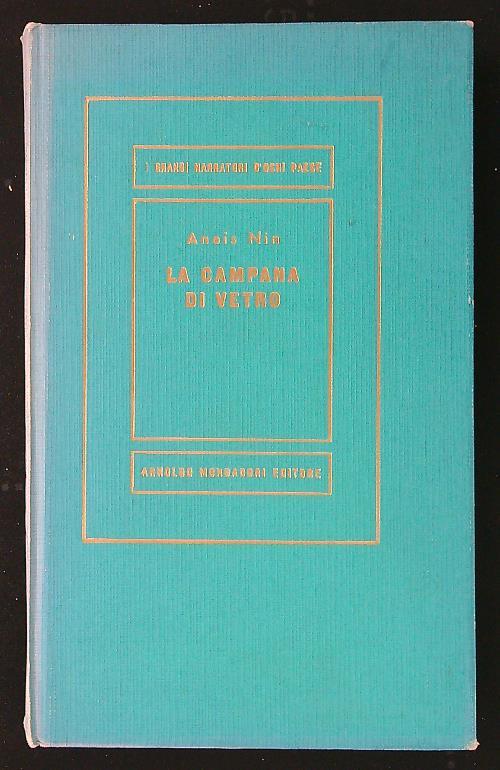 I GRANDI NARRATORI D'OGNI PAESE
Anais Nin
LA CAMPANA
DI VETRO
ARNOLDO MONDADORI EDITORE